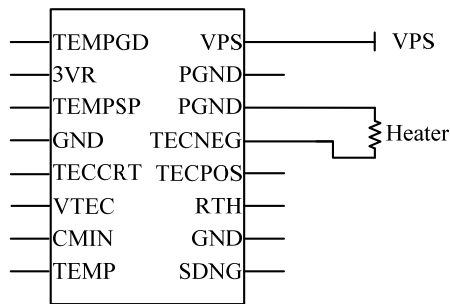 TEMPGD VPS VPS
3VR PGND
TEMPSP PGND
GND TECNEG Heater
TECCRT TECPOS
VTEC RTH
CMIN GND
TEMP SDNG